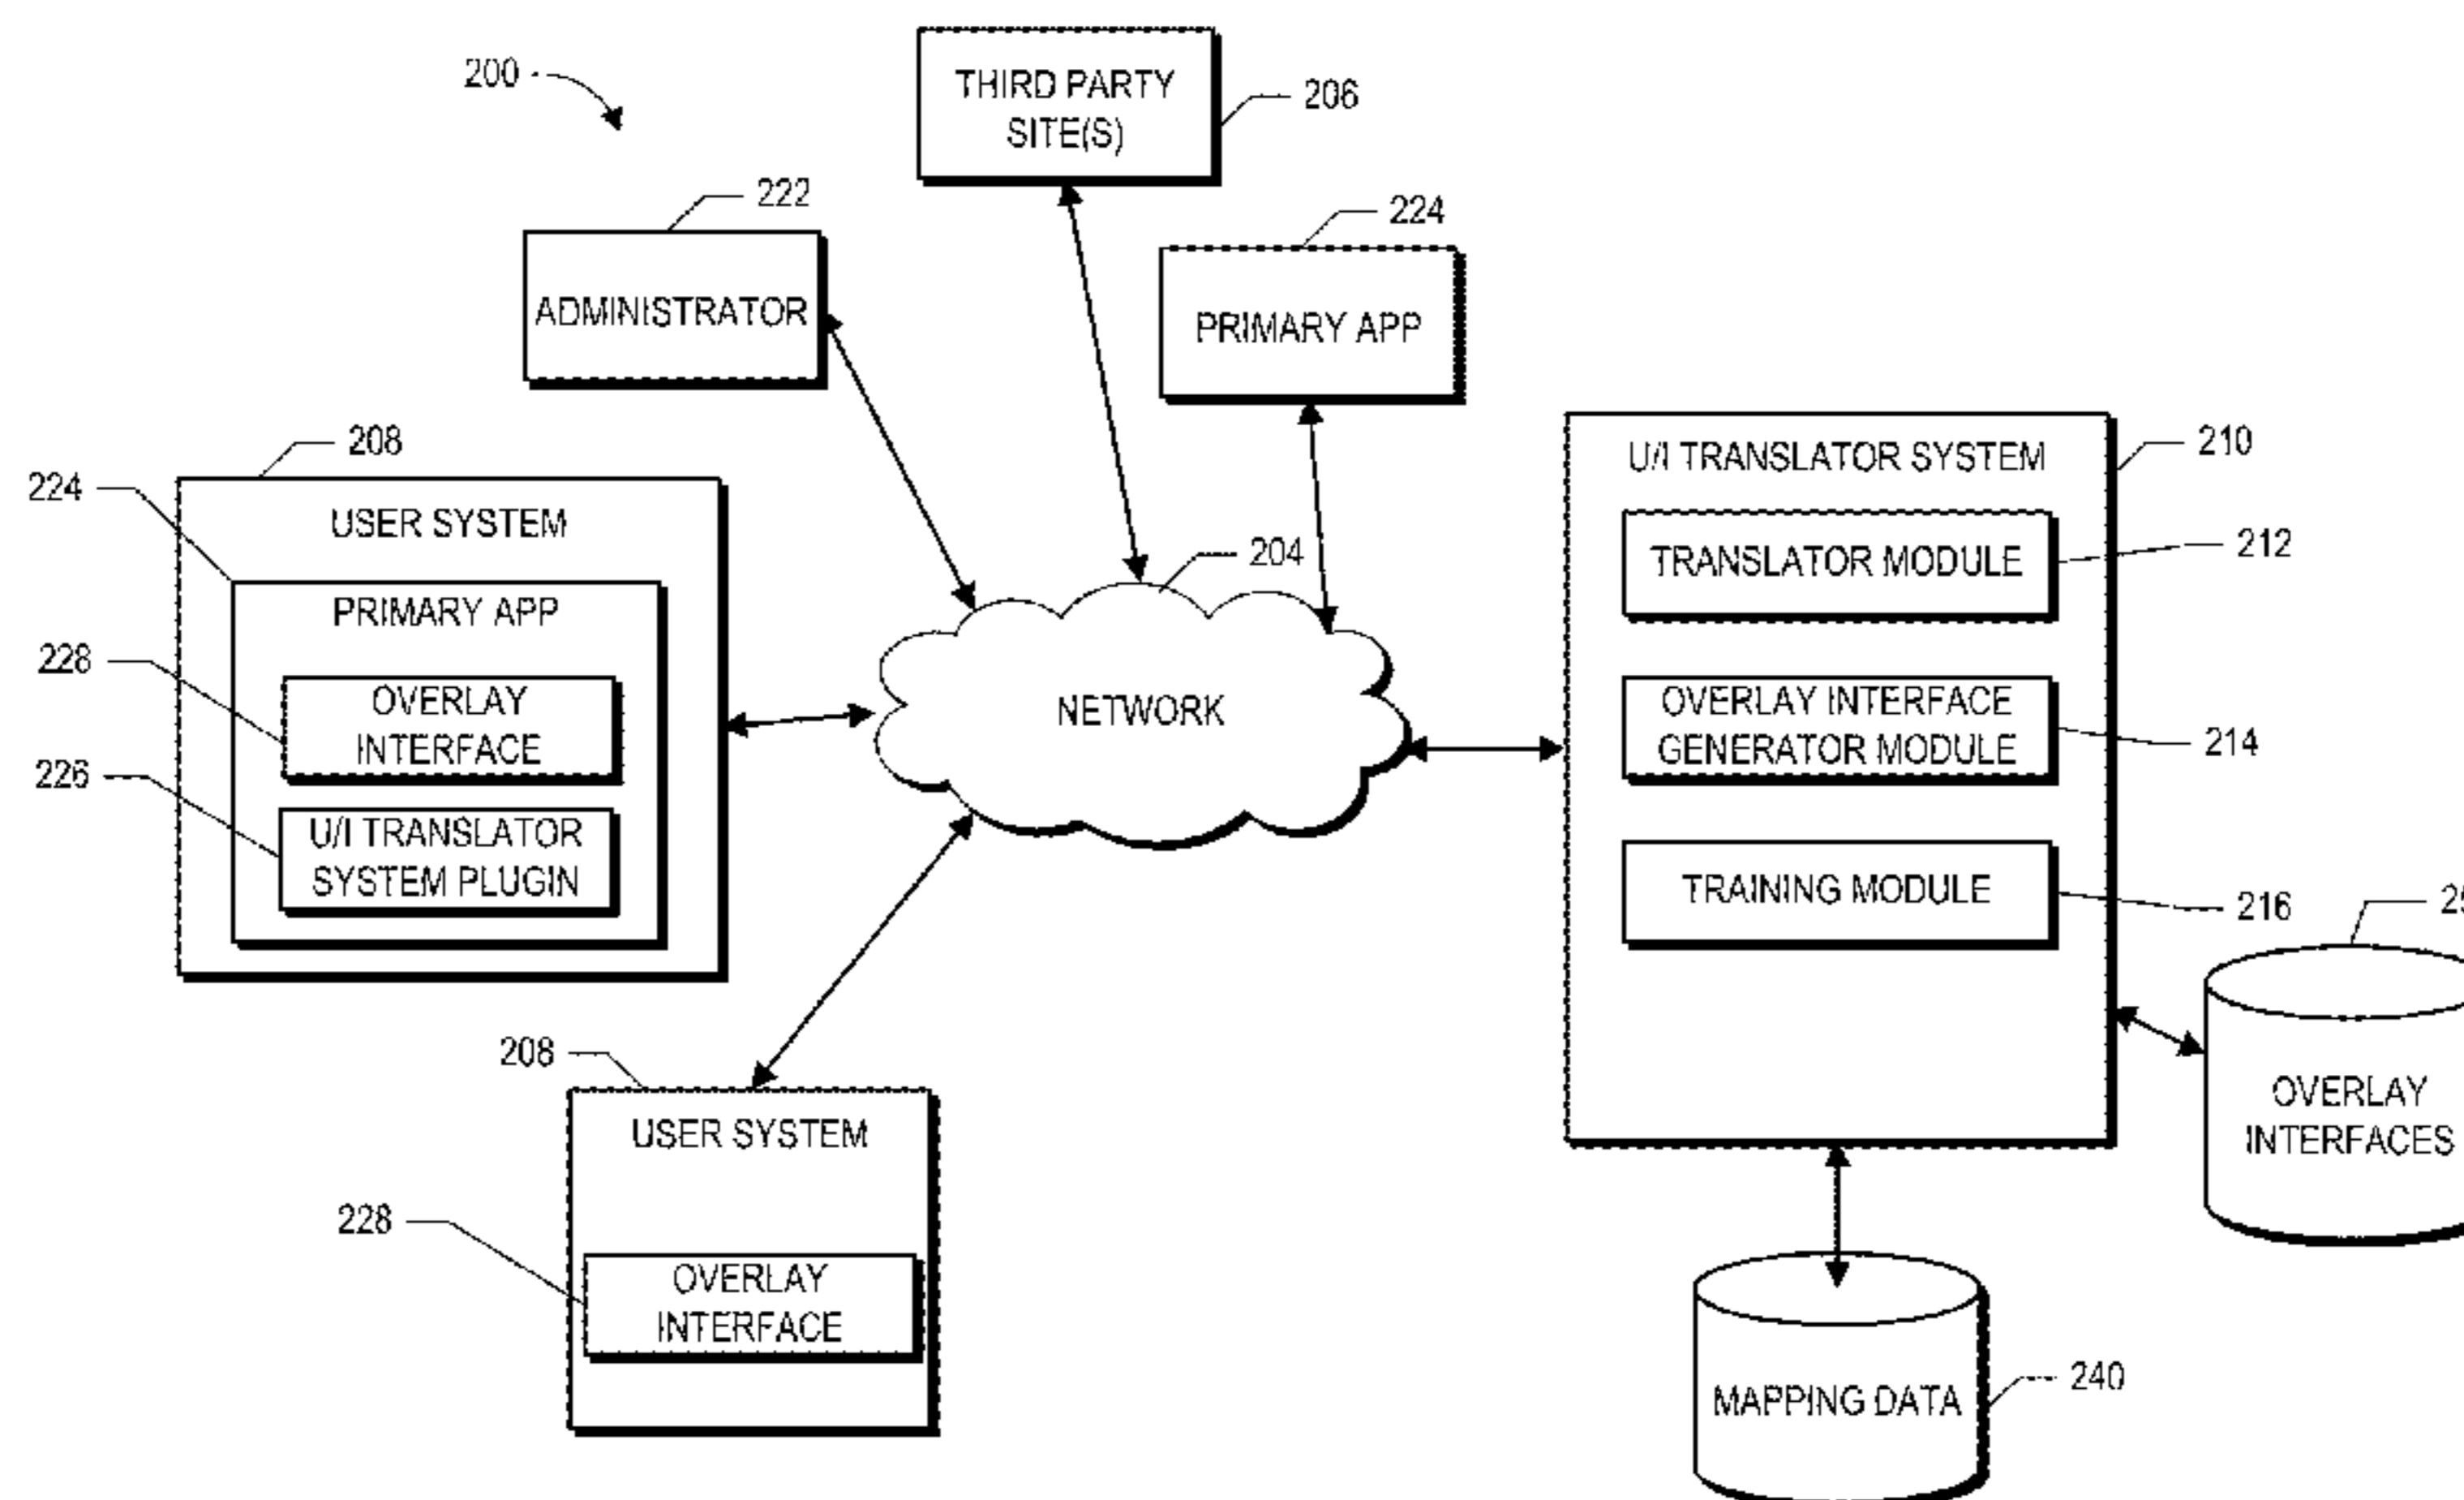 200
THIRD PARTY
SITE(S)
206
222
ADMINISTRATOR
224
PRIMARY APP
208
224
USER SYSTEM
PRIMARY APP
228
OVERLAY
INTERFACE
226
U/I TRANSLATOR
SYSTEM PLUGIN
204
NETWORK
U/I TRANSLATOR SYSTEM
210
TRANSLATOR MODULE
212
OVERLAY INTERFACE
GENERATOR MODULE
214
TRAINING MODULE
216
OVERLAY
INTERFACES
208
USER SYSTEM
228
OVERLAY
INTERFACE
MAPPING DATA
240